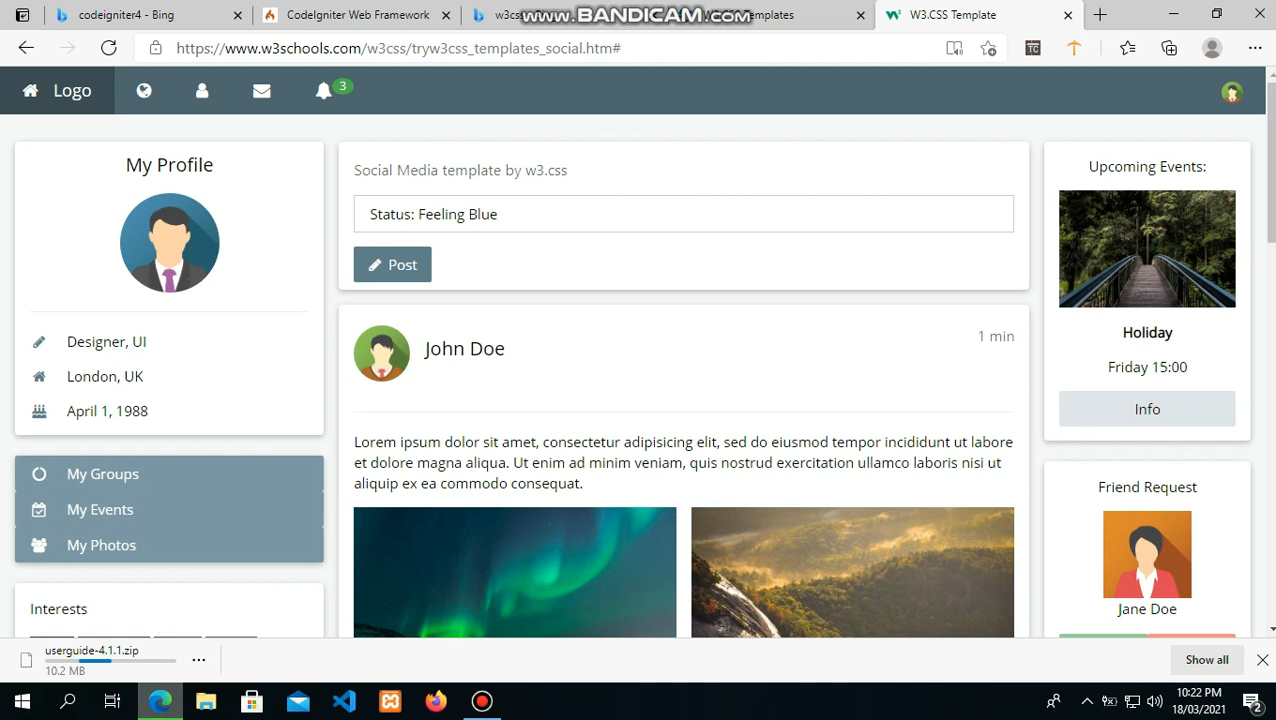 codeigniter4 - Bing
CodeIgniter Web Framework
w3css
www.BANDICAM.com
Templates
W3.CSS Template
https://www.w3schools.com/w3css/tryw3css_templates_social.htm#
TC
Logo
3
My Profile
Designer, UI
London, UK
April 1, 1988
My Groups
My Events
My Photos
Interests
Social Media template by w3.css
Status: Feeling Blue
Post
John Doe
1 min
Lorem ipsum dolor sit amet, consectetur adipisicing elit, sed do eiusmod tempor incididunt ut labore
et dolore magna aliqua. Ut enim ad minim veniam, quis nostrud exercitation ullamco laboris nisi ut
aliquip ex ea commodo consequat.
Upcoming Events:
Holiday
Friday 15:00
Info
Friend Request
Jane Doe
userguide-4.1.1.zip
10.2 MB
Show all
10:22 PM
18/03/2021
2